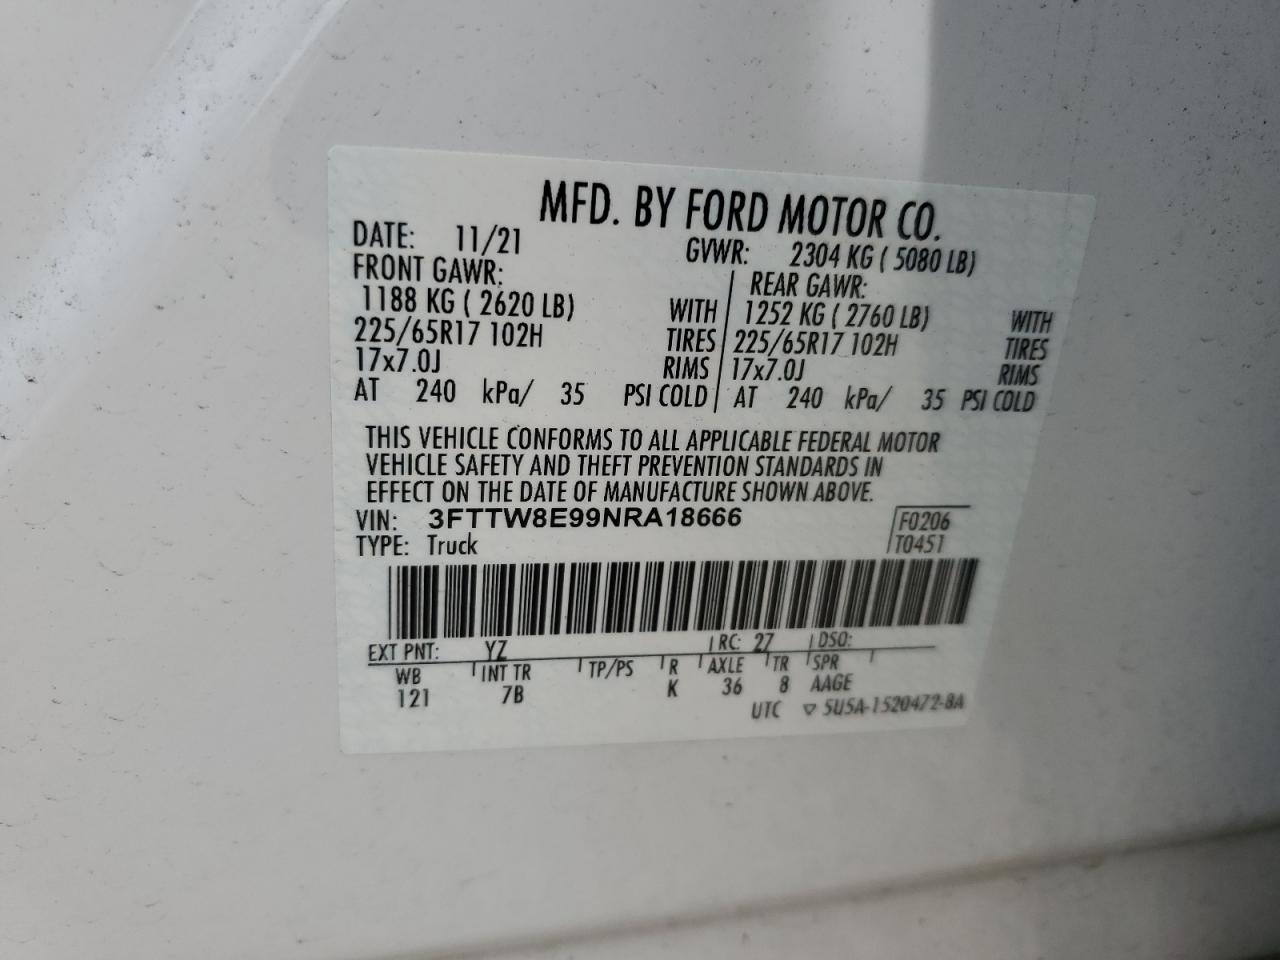 MFD. BY FORD MOTOR CO.
DATE: 11/21 GVWR: 2304 KG ( 5080 LB)
FRONT GAWR: REAR GAWR:
1188 KG ( 2620 LB) WITH 1252 KG ( 2760 LB) WITH
225/65R17 102H TIRES 225/65R17 102H TIRES
17x7.0J RIMS 17x7.0J RIMS
AT 240 kPa/ 35 PSI COLD AT 240 kPa/ 35 PSI COLD
THIS VEHICLE CONFORMS TO ALL APPLICABLE FEDERAL MOTOR
VEHICLE SAFETY AND THEFT PREVENTION STANDARDS IN
EFFECT ON THE DATE OF MANUFACTURE SHOWN ABOVE.
VIN: 3FTTW8E99NRA18666 F0206
TYPE: Truck T0451
EXT PNT: YZ RC: 27 DSO:
WB INT TR TP/PS R AXLE TR SPR
121 7B K 36 8 AAGE
UTC ▽ 5U5A-1520472-BA